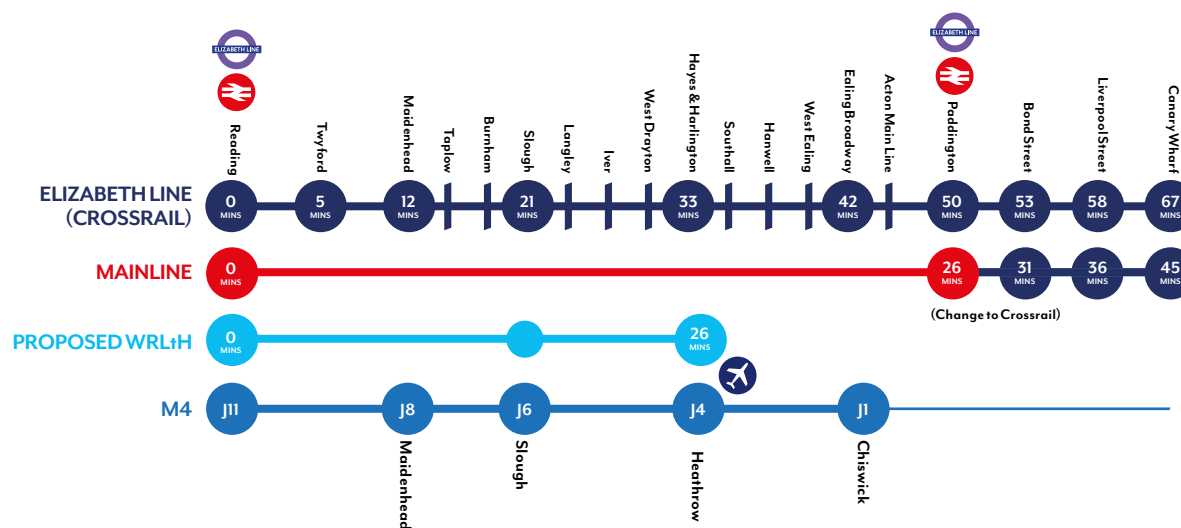 ELIZABETH LINE
ELIZABETH LINE
Reading
Twyford
Maidenhead
Taplow
Burnham
Slough
Langley
Iver
West Drayton
Hayes & Harlington
Southall
Hanwell
West Ealing
Ealing Broadway
Acton Main Line
Paddington
Bond Street
Liverpool Street
Canary Wharf
ELIZABETH LINE
(CROSSRAIL)
0 MINS
5 MINS
12 MINS
21 MINS
33 MINS
42 MINS
50 MINS
53 MINS
58 MINS
67 MINS
MAINLINE
0 MINS
26 MINS
31 MINS
36 MINS
45 MINS
(Change to Crossrail)
PROPOSED WRLtH
0 MINS
26 MINS
M4
J11
J8
J6
J4
J1
Maidenhead
Slough
Heathrow
Chiswick